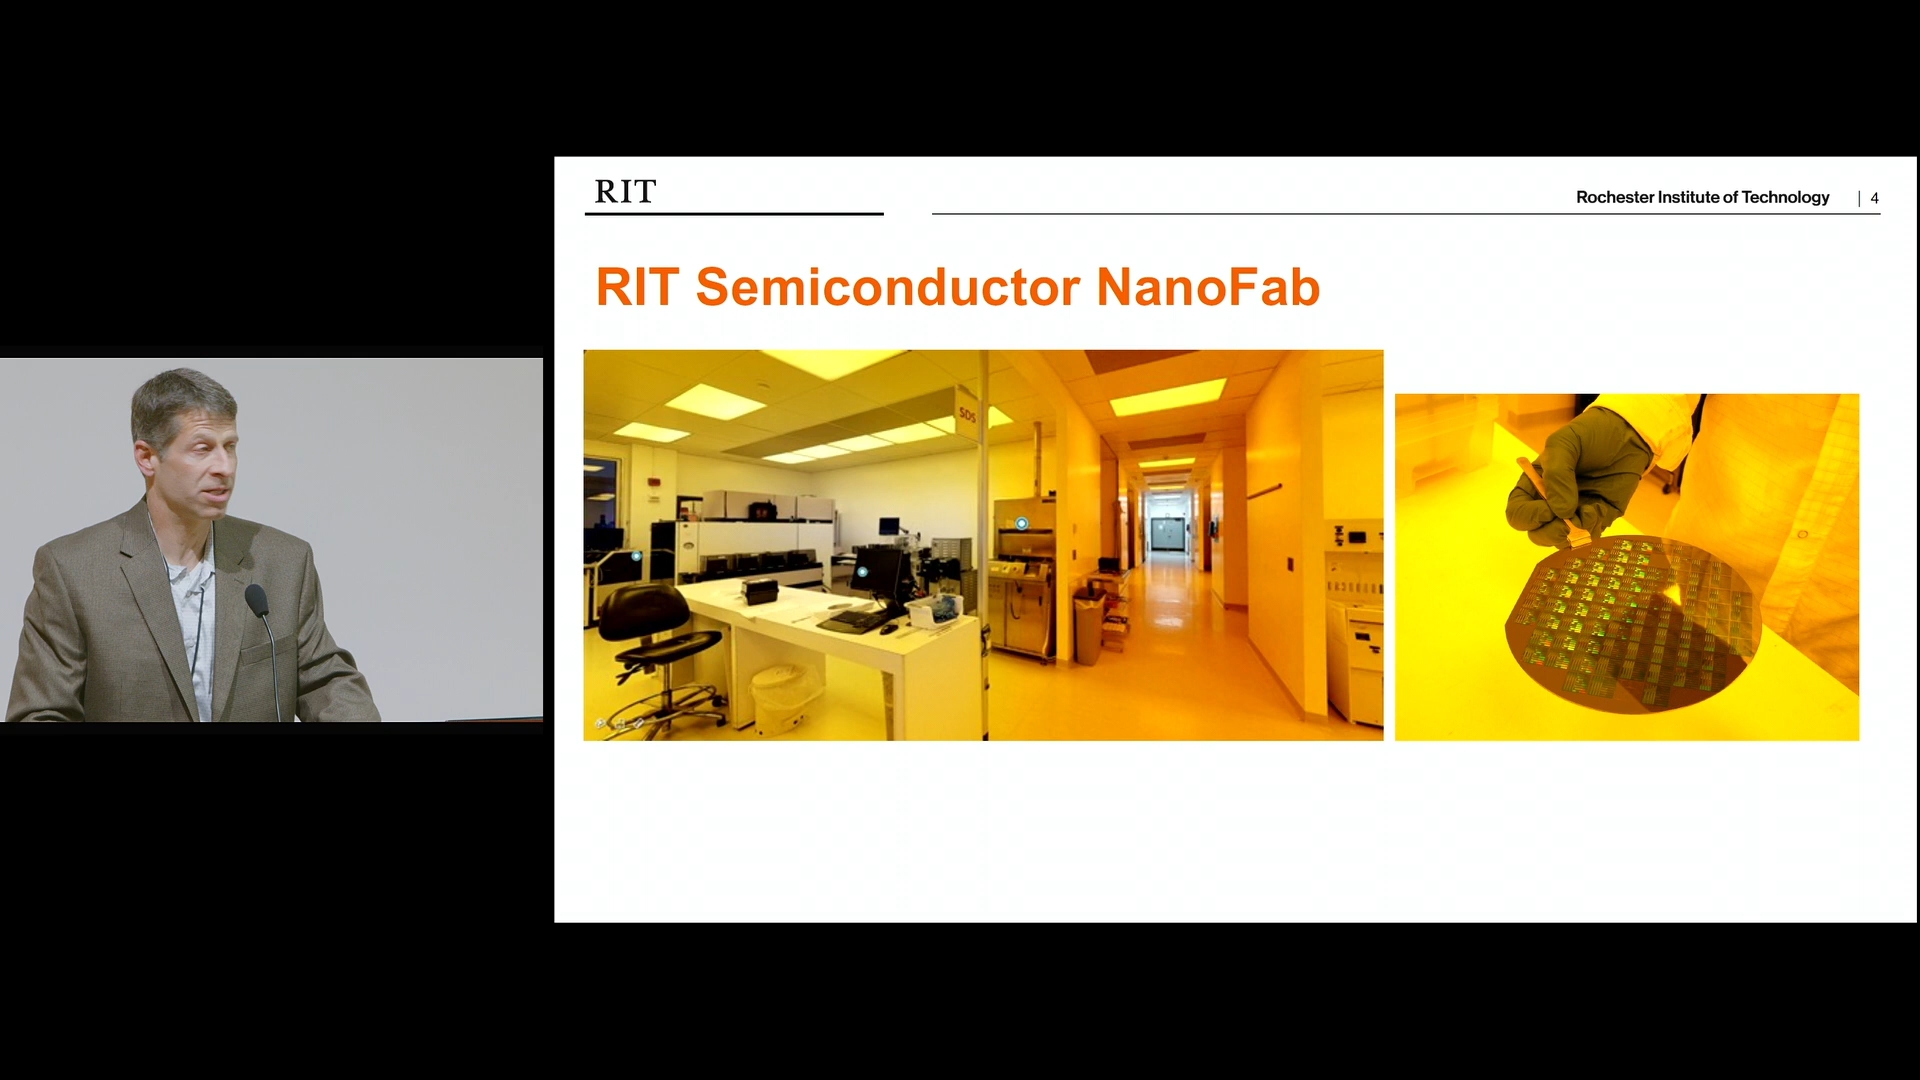 RIT
Rochester Institute of Technology | 4
RIT Semiconductor NanoFab
SDS